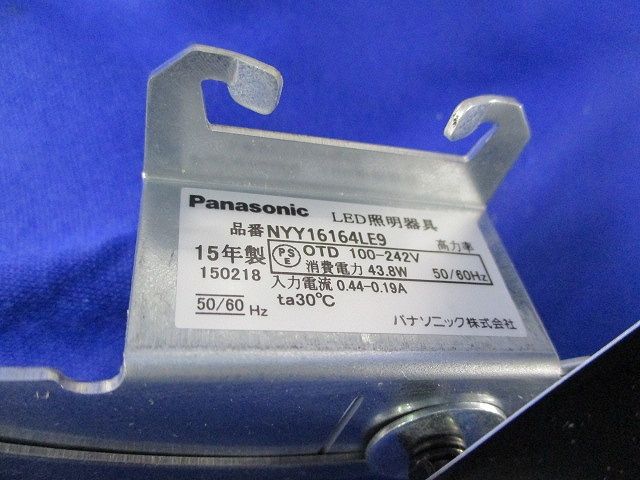 Panasonic LED照明器具
品番 NYY16164LE9 高力率
15年製 PSE OTD 100-242V
150218 消費電力 43.8W 50/60Hz
入力電流 0.44-0.19A
50/60 Hz ta30℃
パナソニック株式会社